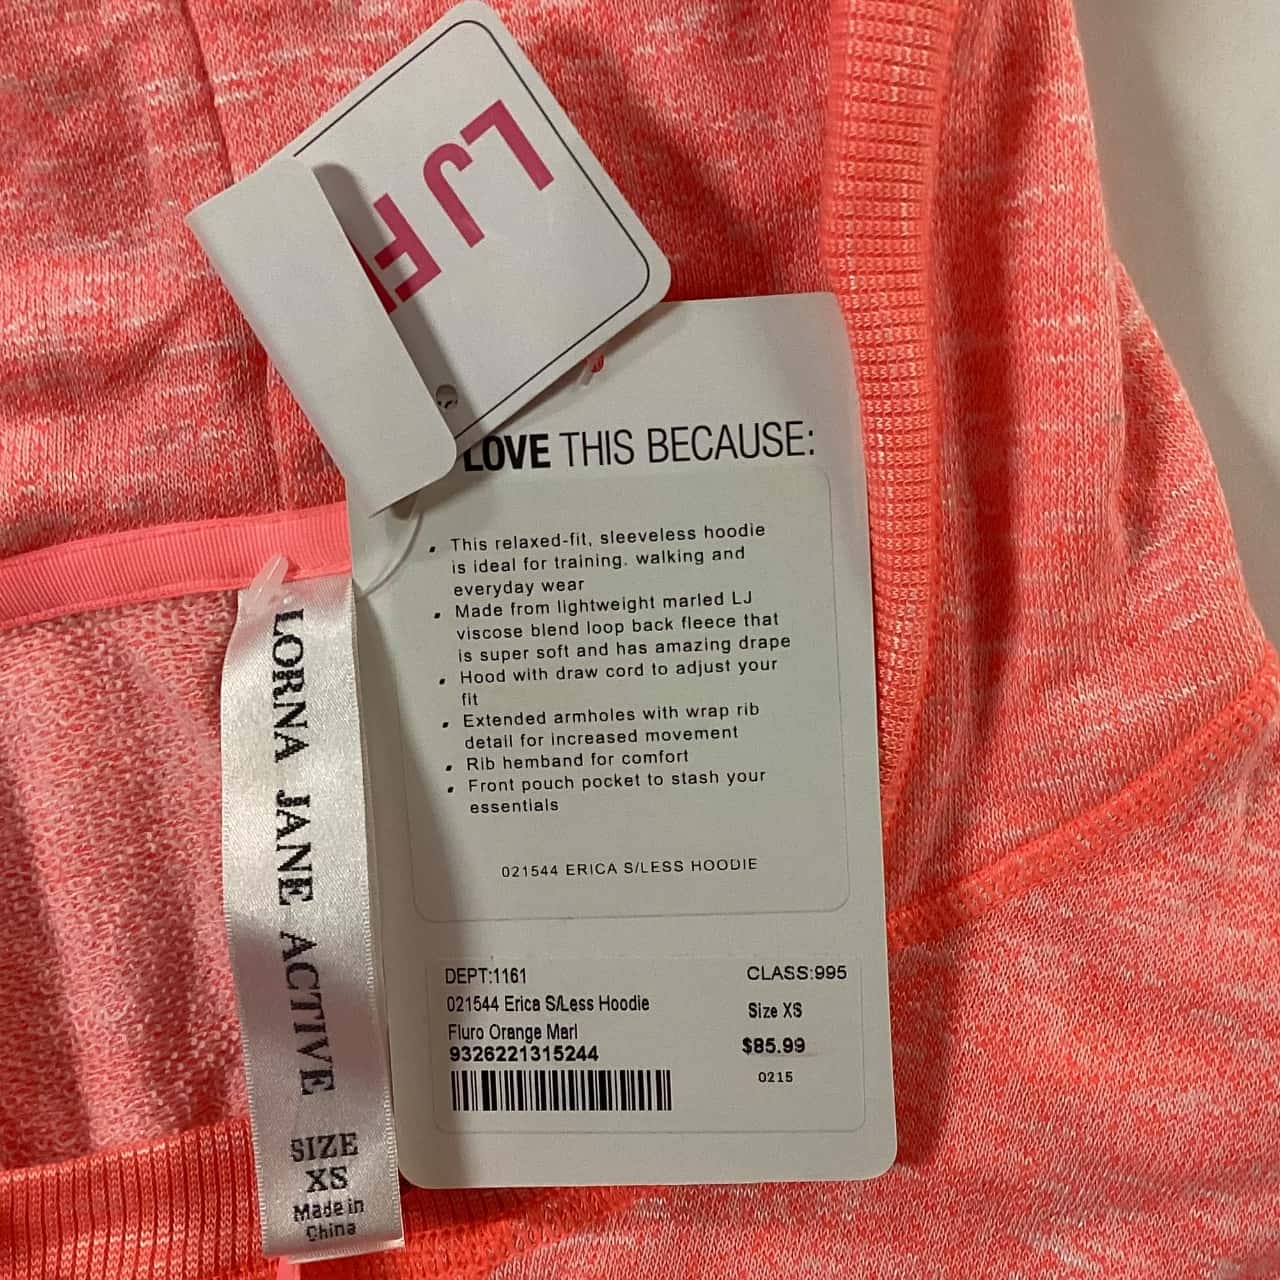 LJ
LOVE THIS BECAUSE:
• This relaxed-fit, sleeveless hoodie
is ideal for training. walking and
everyday wear
• Made from lightweight marled LJ
viscose blend loop back fleece that
is super soft and has amazing drape
• Hood with draw cord to adjust your
fit
• Extended armholes with wrap rib
detail for increased movement
• Rib hemband for comfort
• Front pouch pocket to stash your
essentials
021544 ERICA S/LESS HOODIE
DEPT:1161 CLASS:995
021544 Erica S/Less Hoodie Size XS
Fluro Orange Marl
9326221315244 $85.99
0215
LORNA JANE ACTIVE
SIZE
XS
Made in
China